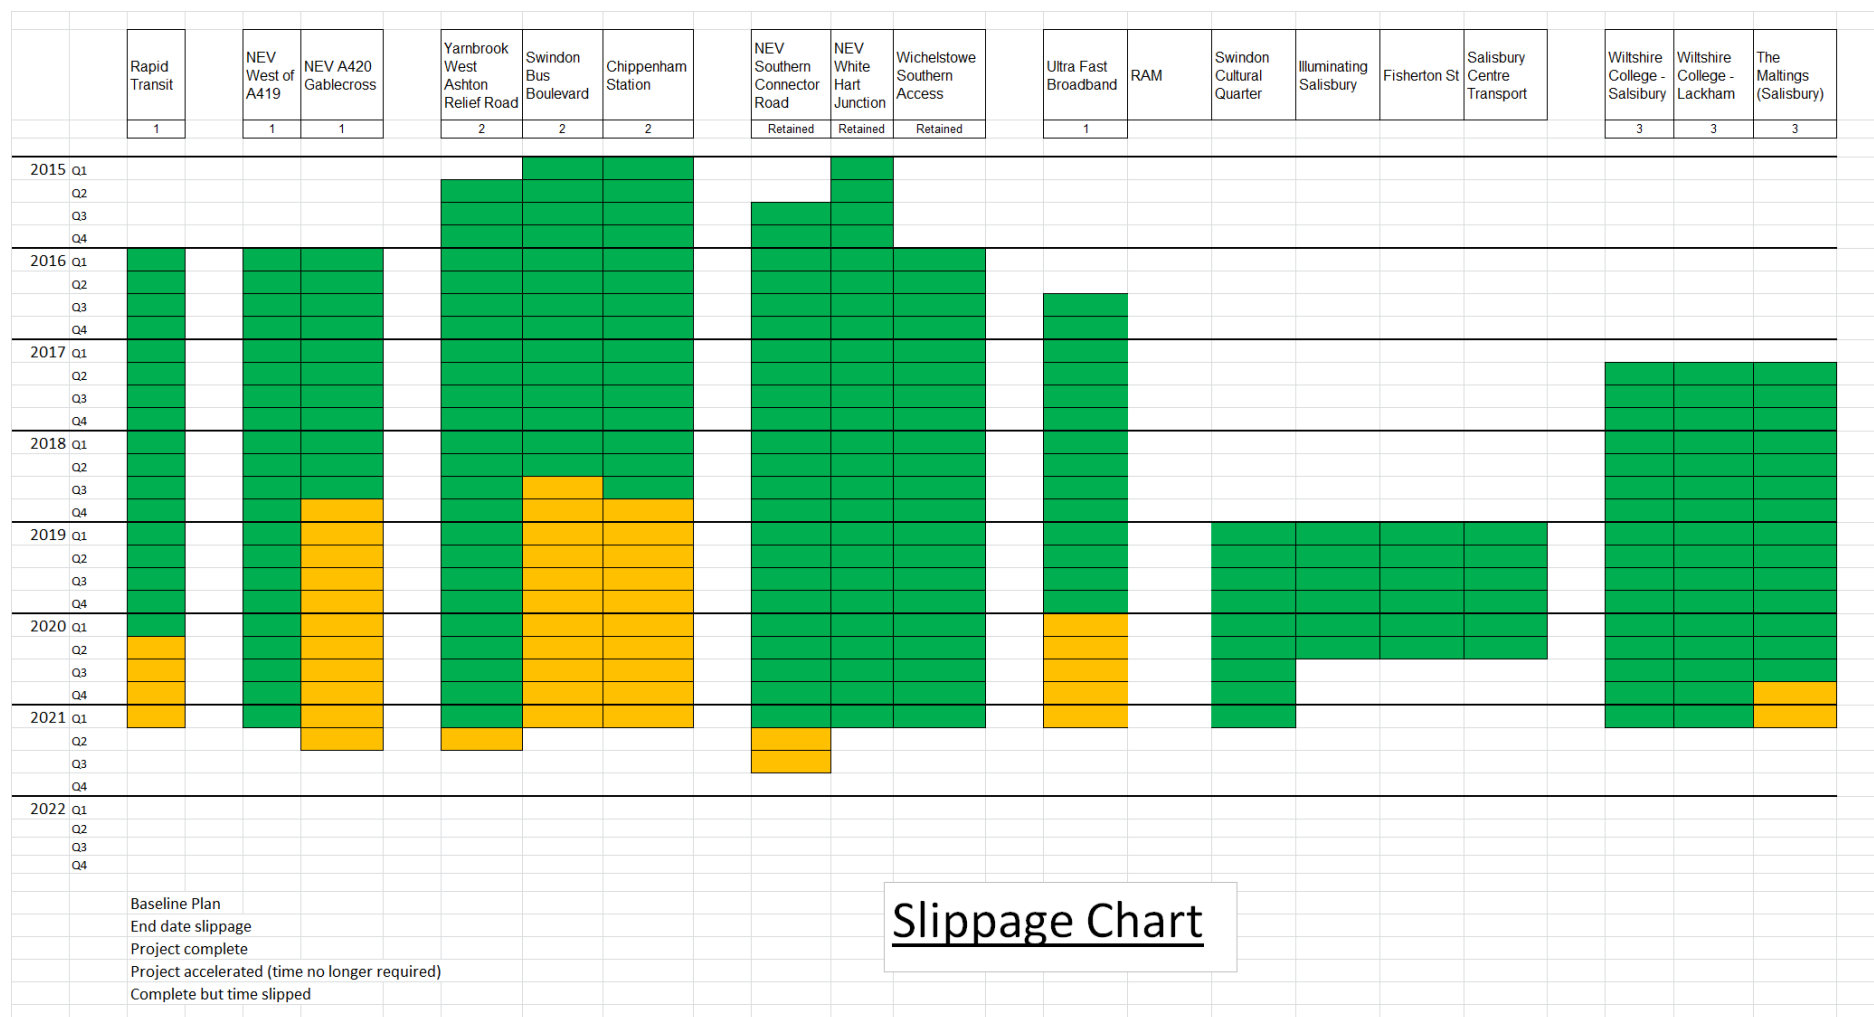 Rapid
Transit
NEV
West of
A419
NEV A420
Gablecross
Yarnbrook
West
Ashton
Relief Road
Swindon
Bus
Boulevard
Chippenham
Station
NEV
Southern
Connector
Road
NEV
White
Hart
Junction
Wichelstowe
Southern
Access
Ultra Fast
Broadband
RAM
Swindon
Cultural
Quarter
Illuminating
Salisbury
Fisherton St
Salisbury
Centre
Transport
Wiltshire
College -
Salsibury
Wiltshire
College -
Lackham
The
Maltings
(Salisbury)
1 1 1 2 2 2 Retained Retained Retained 1 3 3 3
2015 Q1
Q2
Q3
Q4
2016 Q1
Q2
Q3
Q4
2017 Q1
Q2
Q3
Q4
2018 Q1
Q2
Q3
Q4
2019 Q1
Q2
Q3
Q4
2020 Q1
Q2
Q3
Q4
2021 Q1
Q2
Q3
Q4
2022 Q1
Q2
Q3
Q4
Baseline Plan
End date slippage
Project complete
Project accelerated (time no longer required)
Complete but time slipped
Slippage Chart